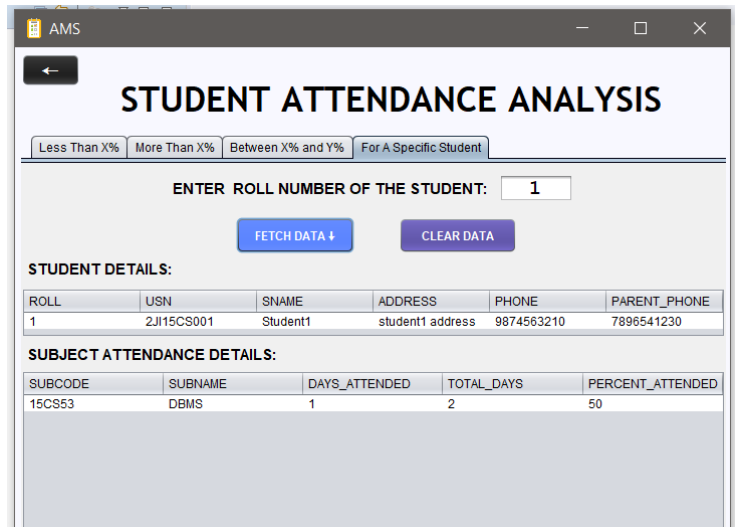 AMS
STUDENT ATTENDANCE ANALYSIS
Less Than X% More Than X% Between X% and Y% For A Specific Student
ENTER ROLL NUMBER OF THE STUDENT: 1
FETCH DATA CLEAR DATA
STUDENT DETAILS:
ROLL USN SNAME ADDRESS PHONE PARENT_PHONE
1 2JI15CS001 Student1 student1 address 9874563210 7896541230
SUBJECT ATTENDANCE DETAILS:
SUBCODE SUBNAME DAYS_ATTENDED TOTAL_DAYS PERCENT_ATTENDED
15CS53 DBMS 1 2 50